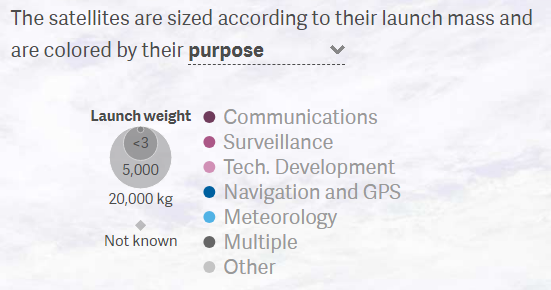 The satellites are sized according to their launch mass and
are colored by their purpose
Launch weight
<3
5,000
20,000 kg
Not known
Communications
Surveillance
Tech. Development
Navigation and GPS
Meteorology
Multiple
Other